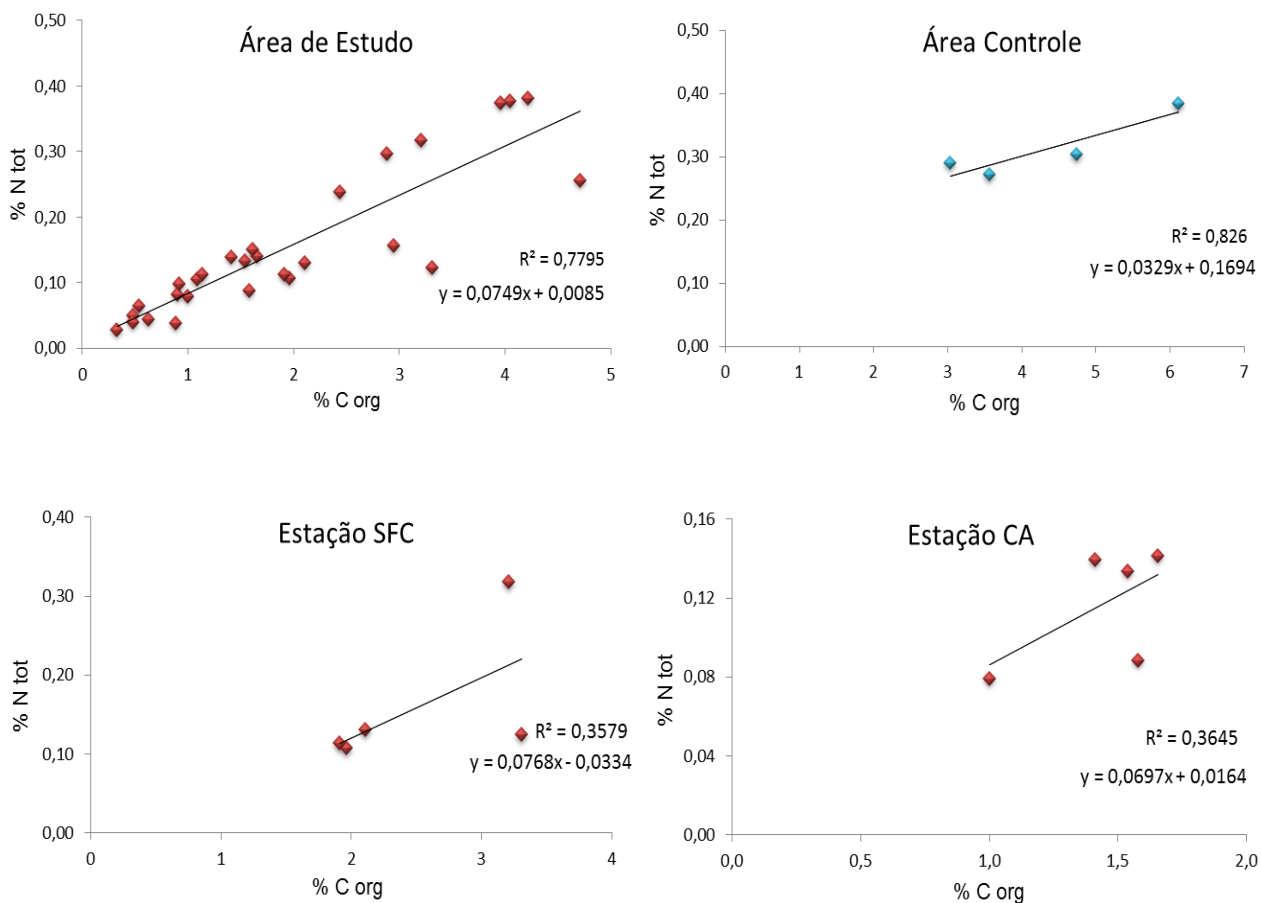 Área de Estudo
0,50
0,40
0,30
0,20
0,10
0,00
% N tot
R² = 0,7795
y = 0,0749x + 0,0085
0 1 2 3 4 5
% C org
Área Controle
0,50
0,40
0,30
0,20
0,10
0,00
% N tot
R² = 0,826
y = 0,0329x + 0,1694
0 1 2 3 4 5 6 7
% C org
Estação SFC
0,40
0,30
0,20
0,10
0,00
% N tot
R² = 0,3579
y = 0,0768x - 0,0334
0 1 2 3 4
% C org
Estação CA
0,16
0,12
0,08
0,04
0,00
% N tot
R² = 0,3645
y = 0,0697x + 0,0164
0,0 0,5 1,0 1,5 2,0
% C org